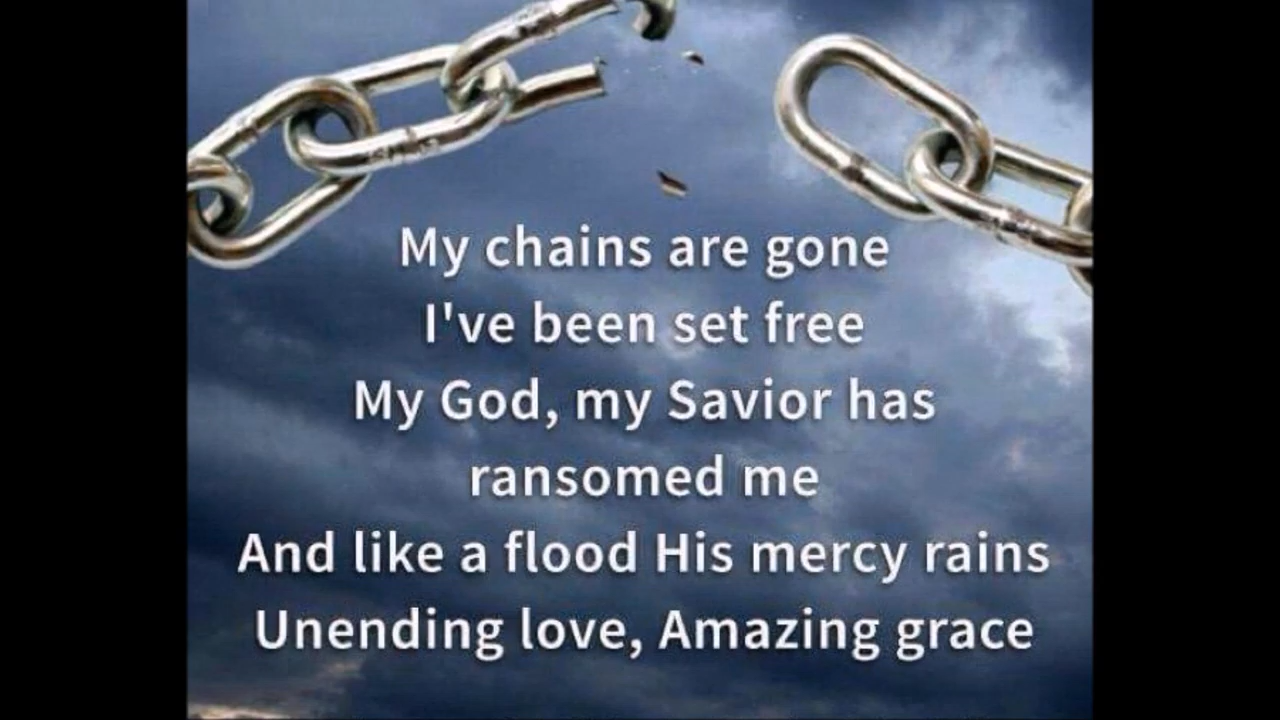 My chains are gone
I've been set free
My God, my Savior has
ransomed me
And like a flood His mercy rains
Unending love, Amazing grace